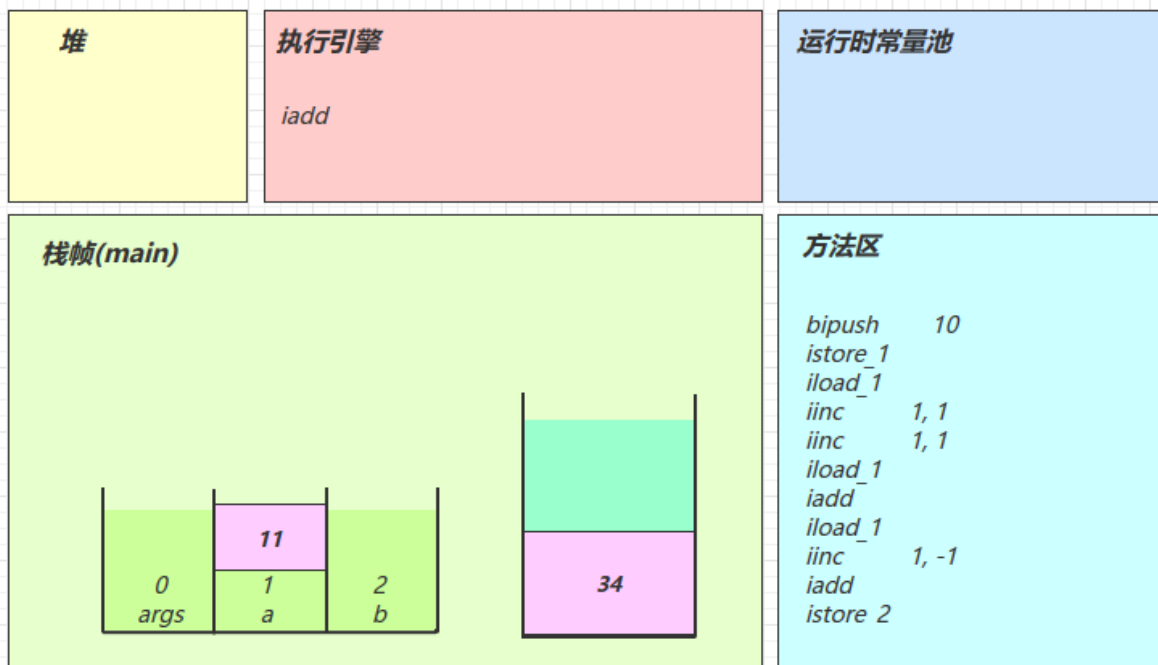 堆
执行引擎
iadd
运行时常量池
栈帧(main)
11
0
args
1
a
2
b
34
方法区
bipush 10
istore_1
iload_1
iinc 1, 1
iinc 1, 1
iload_1
iadd
iload_1
iinc 1, -1
iadd
istore 2